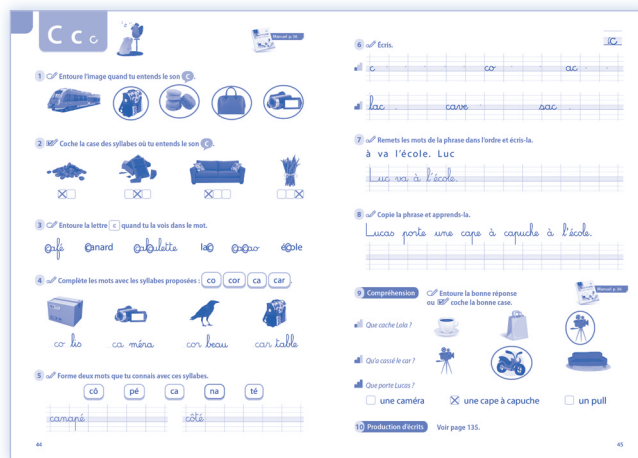 C c c
Manuel p. 36
1 Entoure l'image quand tu entends le son c.
2 Coche la case des syllabes où tu entends le son c.
3 Entoure la lettre c quand tu la vois dans le mot.
café canard cabulette lac cacao école
4 Complète les mots avec les syllabes proposées : co cor ca car.
co lis ca méra cor beau car table
5 Forme deux mots que tu connais avec ces syllabes.
cô pé ca na té
canapé côté
44
c
6 Écris.
c co ac
lac cave sac
7 Remets les mots de la phrase dans l'ordre et écris-la.
à va l'école. Luc
Luc va à l'école.
8 Copie la phrase et apprends-la.
Lucas porte une cape à capuche à l'école.
9 Compréhension
Entoure la bonne réponse
ou coche la bonne case.
Que cache Lola ?
Qu'a cassé le car ?
Que porte Lucas ?
une caméra une cape à capuche un pull
10 Production d'écrits Voir page 135.
45